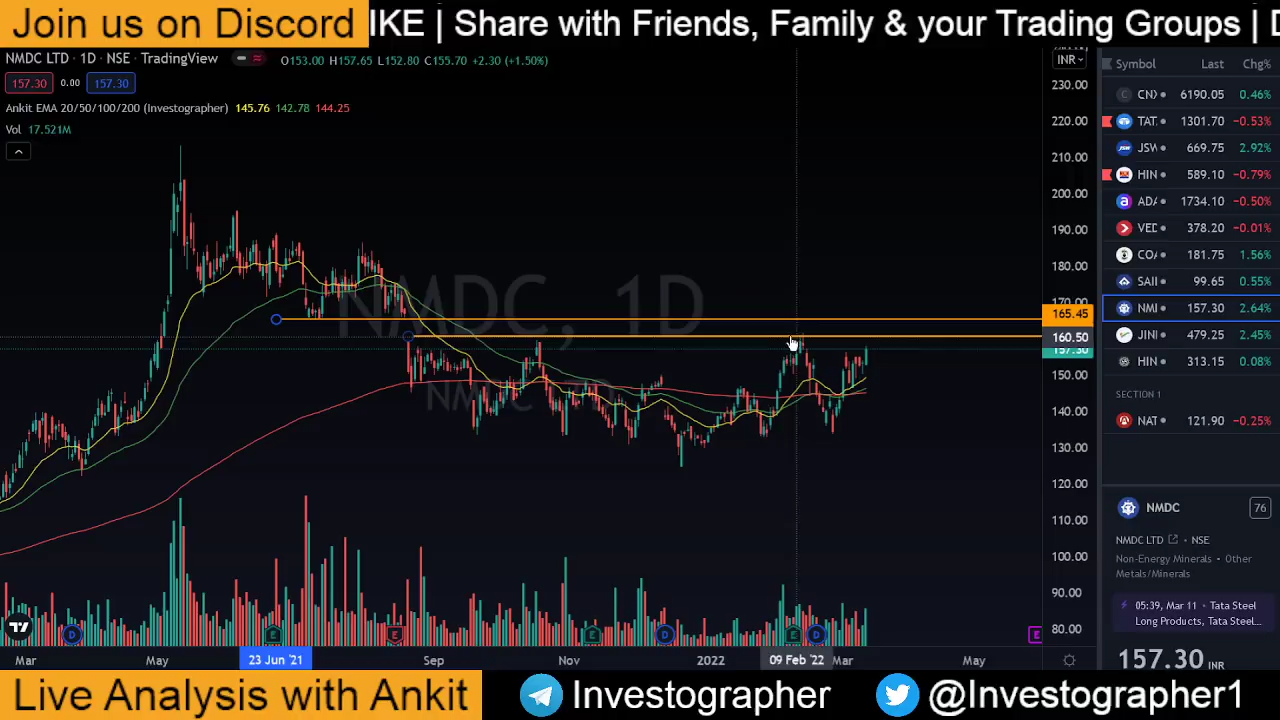 Join us on Discord
IKE | Share with Friends, Family & your Trading Groups |
NMDC LTD · 1D · NSE · TradingView
O153.00 H157.65 L152.80 C155.70 +2.30 (+1.50%)
157.30 0.00 157.30
Ankit EMA 20/50/100/200 (Investographer) 145.76 142.78 144.25
Vol 17.521M
NMDC, 1D
NMDC LTD
INR
230.00
220.00
210.00
200.00
190.00
180.00
170.00
165.45
160.50
157.30
150.00
140.00
130.00
120.00
110.00
100.00
90.00
80.00
D
E
E
E
D
E
D
E
Mar
May
23 Jun '21
Sep
Nov
2022
09 Feb '22
Mar
May
Symbol Last Chg%
CNX 6190.05 0.46%
TAT 1301.70 −0.53%
JSW 669.75 2.92%
HIN 589.10 −0.79%
ADA 1734.10 −0.50%
VED 378.20 −0.01%
COA 181.75 1.56%
SAIL 99.65 0.55%
NMD 157.30 2.64%
JIN 479.25 2.45%
HIN 313.15 0.08%
SECTION 1
NAT 121.90 −0.25%
NMDC 76
NMDC LTD NSE
Non-Energy Minerals • Other
Metals/Minerals
05:39, Mar 11 • Tata Steel
Long Products, TataSteel...
157.30 INR
Live Analysis with Ankit
Investographer
@Investographer1